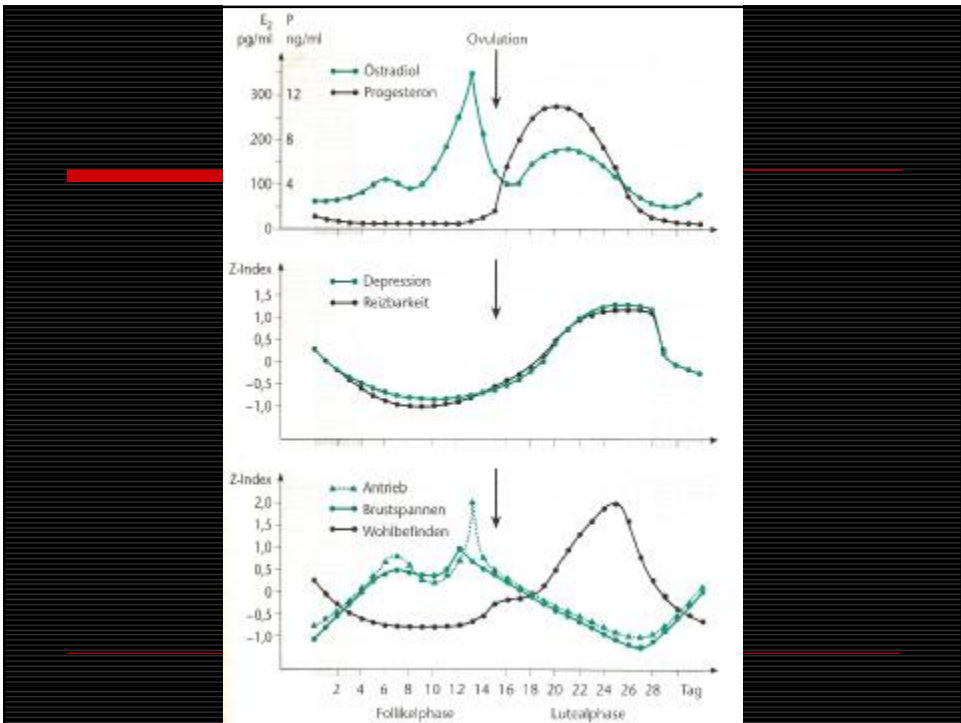 E2 P
pg/ml ng/ml
Ovulation
Östradiol
Progesteron
300 12
200 8
100 4
0
Z-Index
Depression
Reizbarkeit
1,5
1,0
0,5
0
−0,5
−1,0
Z-Index
Antrieb
Brustspannen
Wohlbefinden
2,0
1,5
1,0
0,5
0
−0,5
−1,0
2 4 6 8 10 12 14 16 18 20 22 24 26 28 Tag
Follikelphase Lutealphase